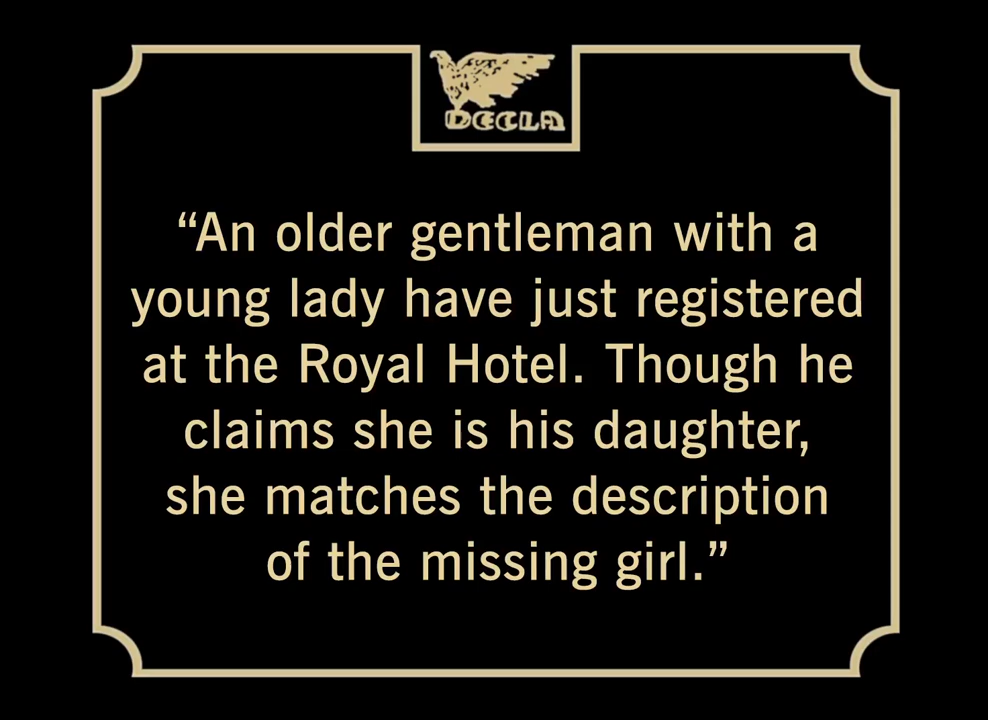 DECLA
“An older gentleman with a
young lady have just registered
at the Royal Hotel. Though he
claims she is his daughter,
she matches the description
of the missing girl.”